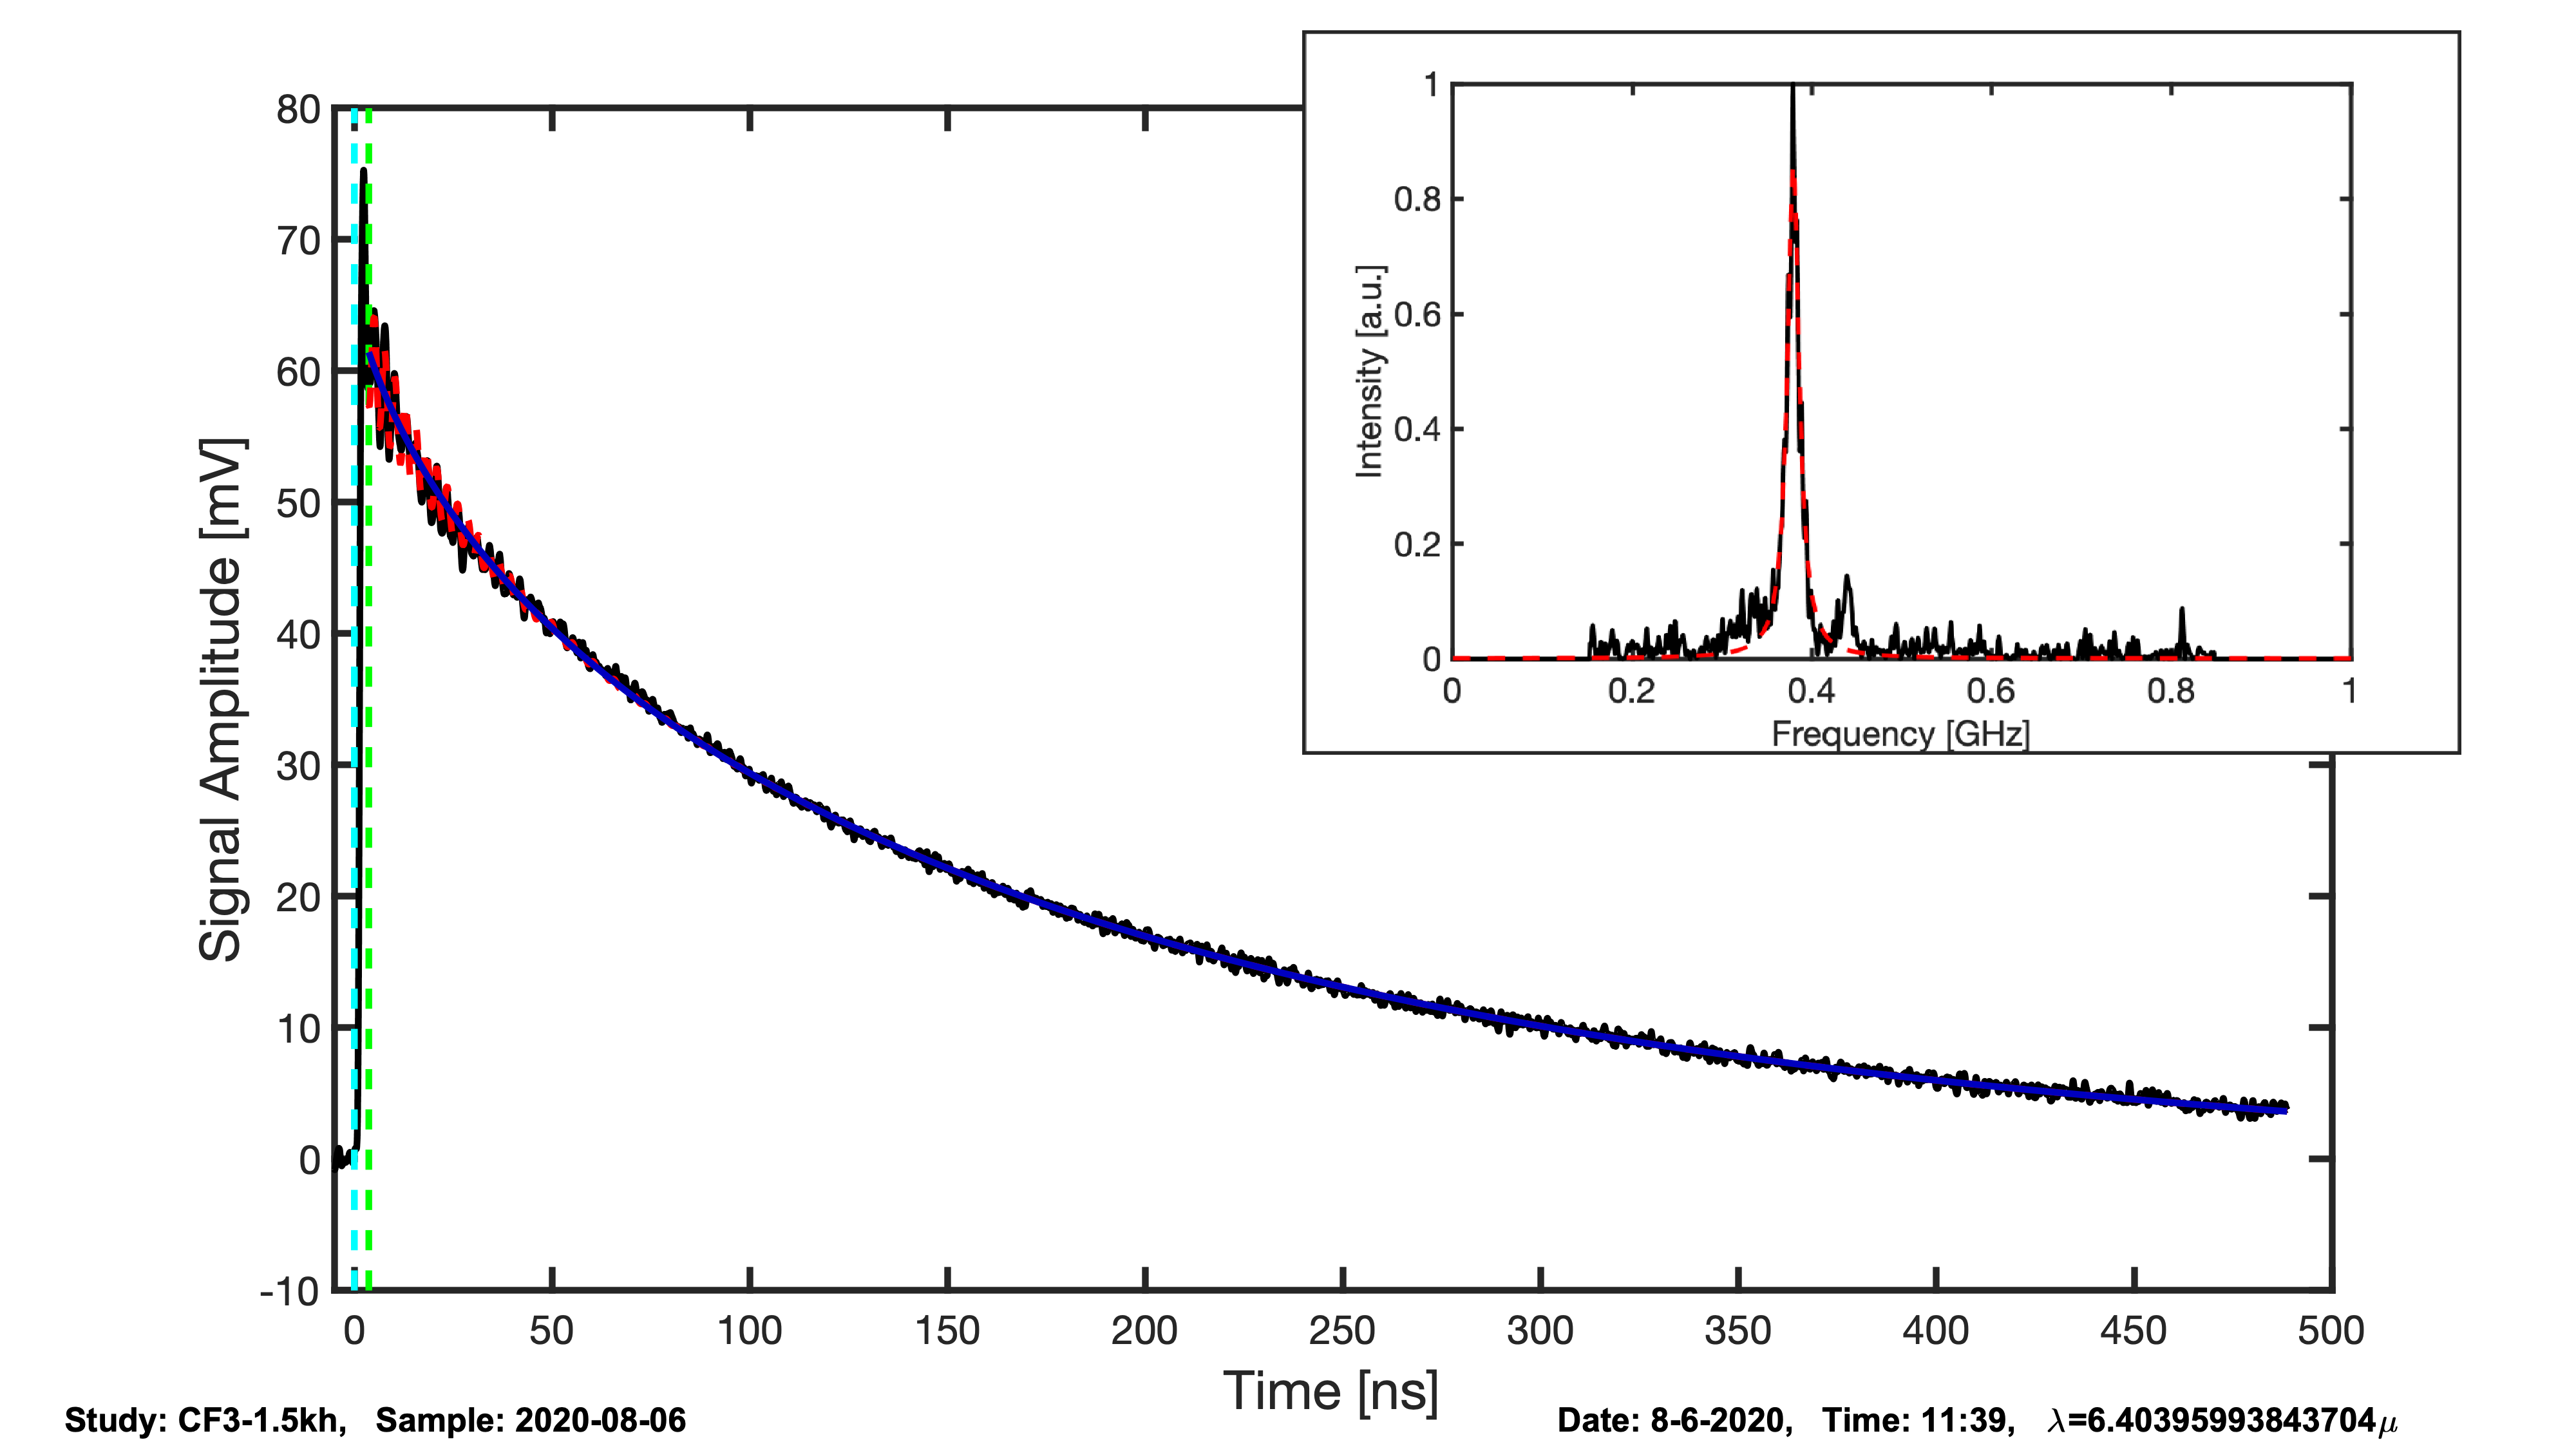 80
70
60
50
40
30
20
10
0
-10
Signal Amplitude [mV]
0 50 100 150 200 250 300 350 400 450 500
Time [ns]
1
0.8
0.6
0.4
0.2
0
Intensity [a.u.]
0 0.2 0.4 0.6 0.8 1
Frequency [GHz]
Study: CF3-1.5kh, Sample: 2020-08-06
Date: 8-6-2020, Time: 11:39, λ=6.40395993843704μ